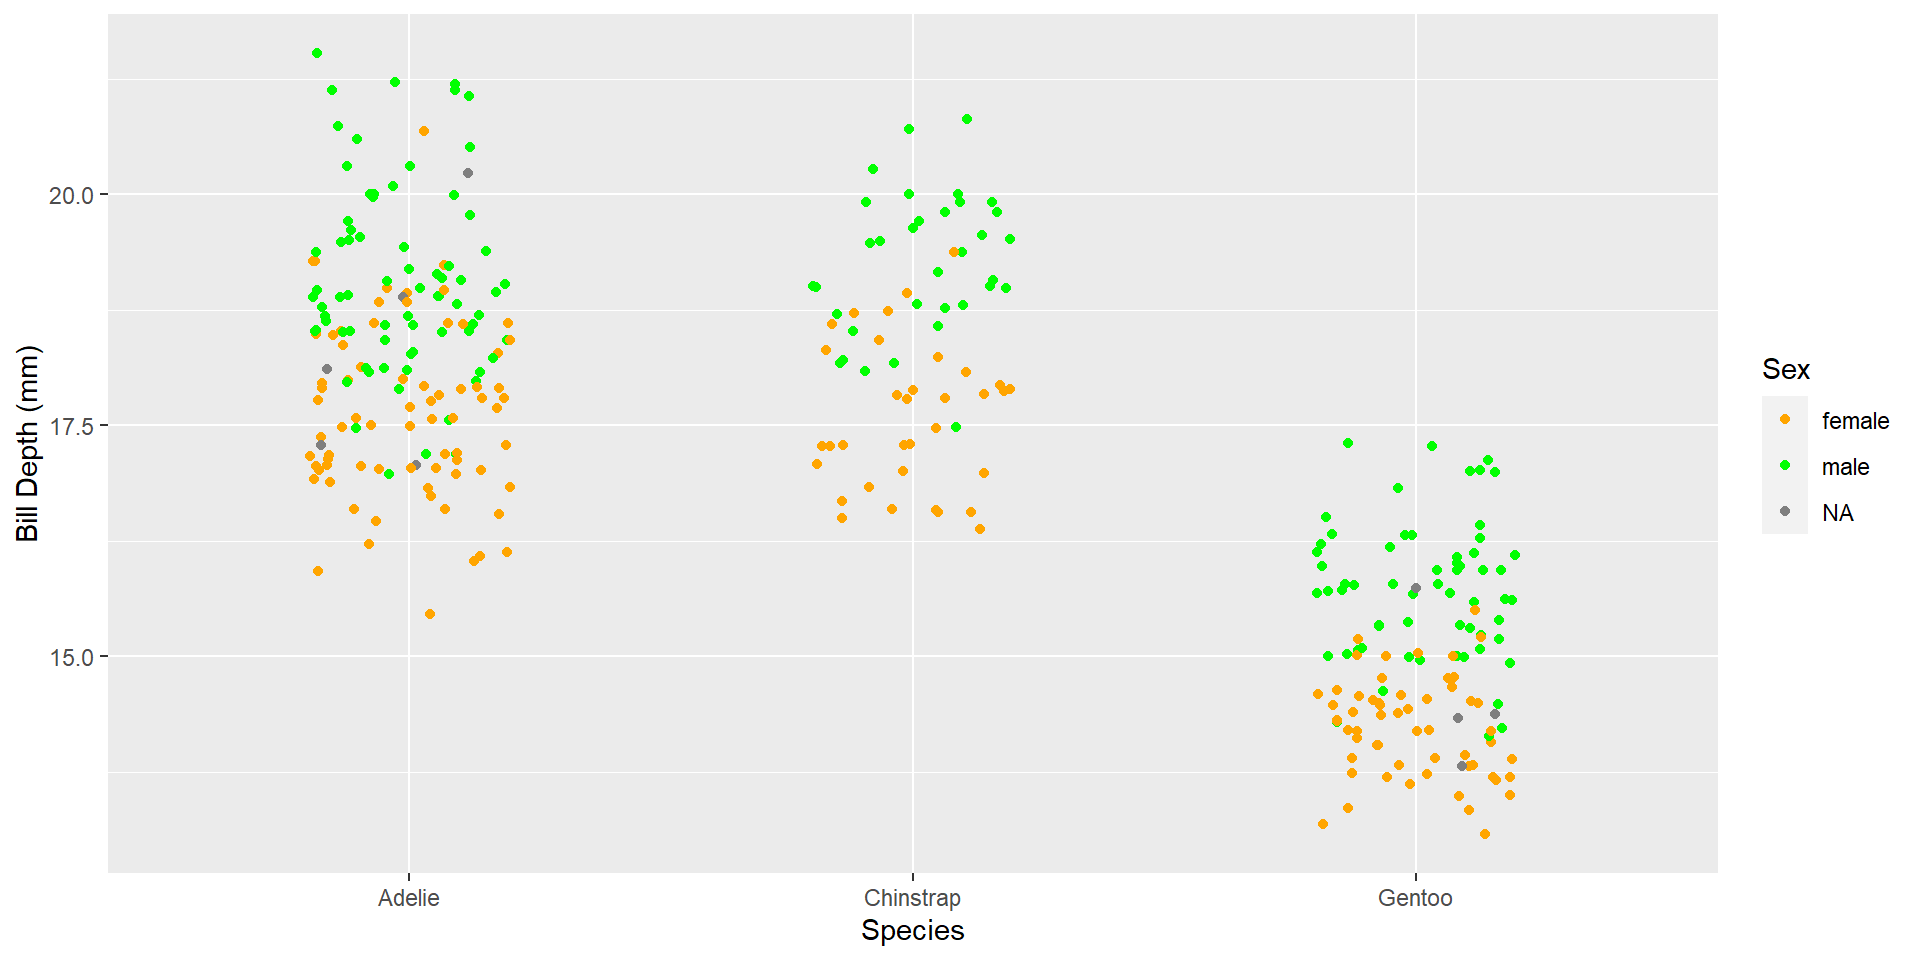 Bill Depth (mm)
20.0
17.5
15.0
Adelie
Chinstrap
Gentoo
Species
Sex
female
male
NA